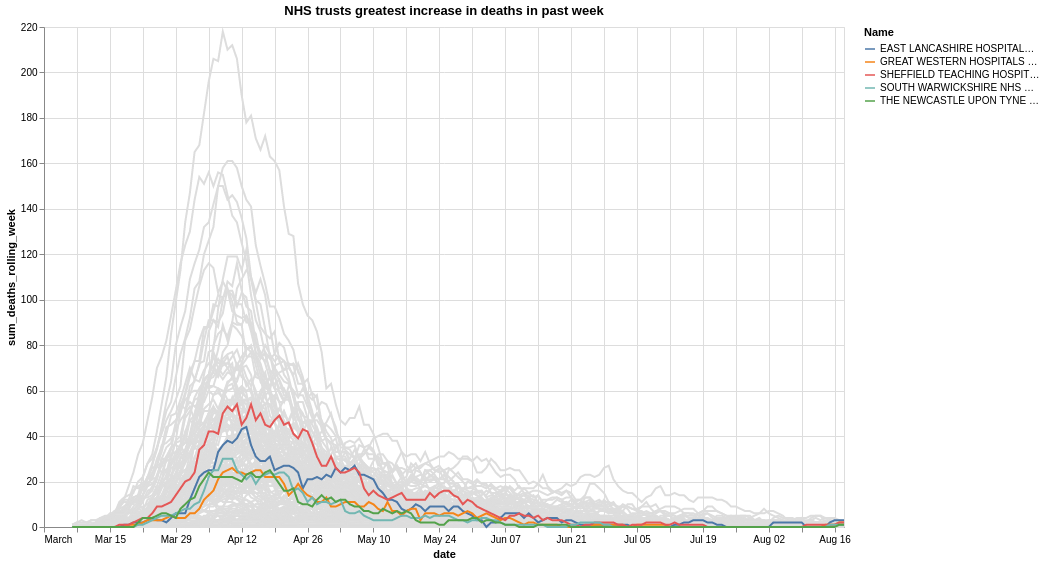 NHS trusts greatest increase in deaths in past week
220
200
180
160
140
120
100
80
60
40
20
0
sum_deaths_rolling_week
March Mar 15 Mar 29 Apr 12 Apr 26 May 10 May 24 Jun 07 Jun 21 Jul 05 Jul 19 Aug 02 Aug 16
date
Name
EAST LANCASHIRE HOSPITAL…
GREAT WESTERN HOSPITALS …
SHEFFIELD TEACHING HOSPIT…
SOUTH WARWICKSHIRE NHS …
THE NEWCASTLE UPON TYNE …